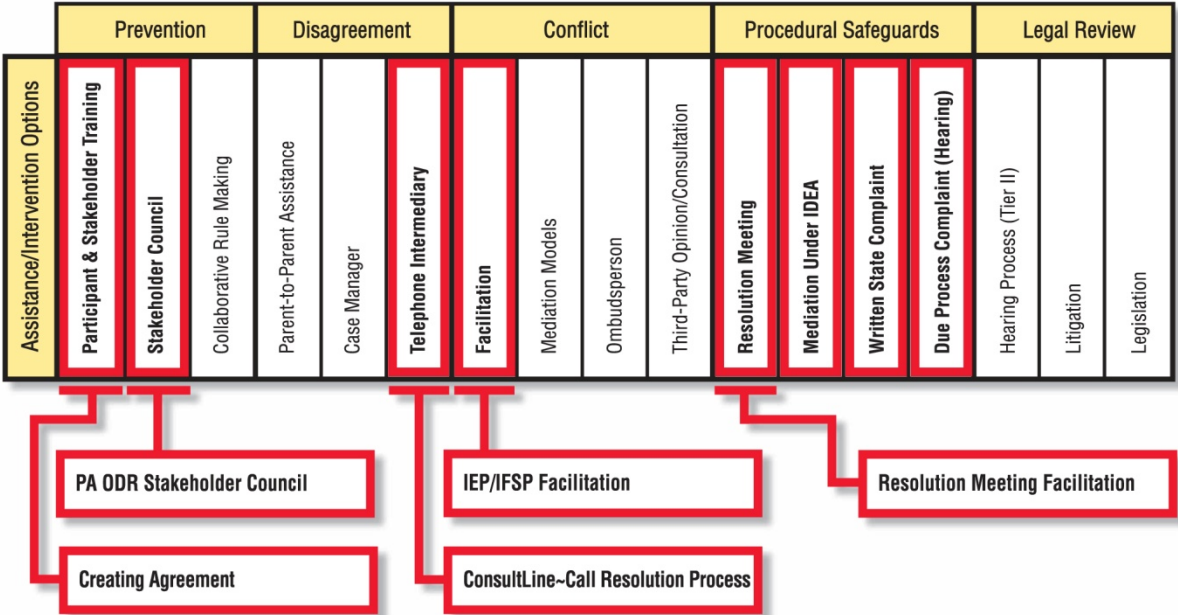 Prevention
Disagreement
Conflict
Procedural Safeguards
Legal Review
Assistance/Intervention Options
Participant & Stakeholder Training
Stakeholder Council
Collaborative Rule Making
Parent-to-Parent Assistance
Case Manager
Telephone Intermediary
Facilitation
Mediation Models
Ombudsperson
Third-Party Opinion/Consultation
Resolution Meeting
Mediation Under IDEA
Written State Complaint
Due Process Complaint (Hearing)
Hearing Process (Tier II)
Litigation
Legislation
PA ODR Stakeholder Council
IEP/IFSP Facilitation
Resolution Meeting Facilitation
Creating Agreement
ConsultLine~Call Resolution Process